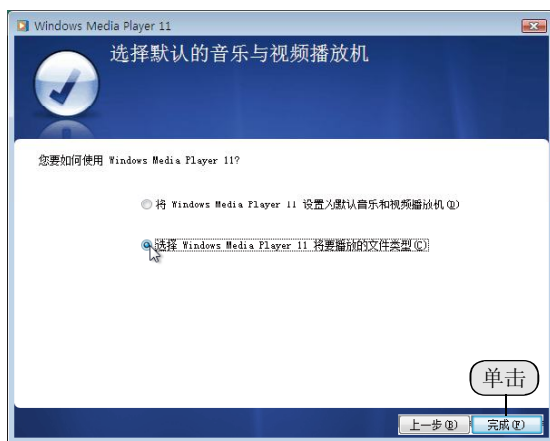 Windows Media Player 11
选择默认的音乐与视频播放机
您要如何使用 Windows Media Player 11?
将 Windows Media Player 11 设置为默认音乐和视频播放机(D)
选择 Windows Media Player 11 将要播放的文件类型(C)
单击
上一步(B)
完成(F)